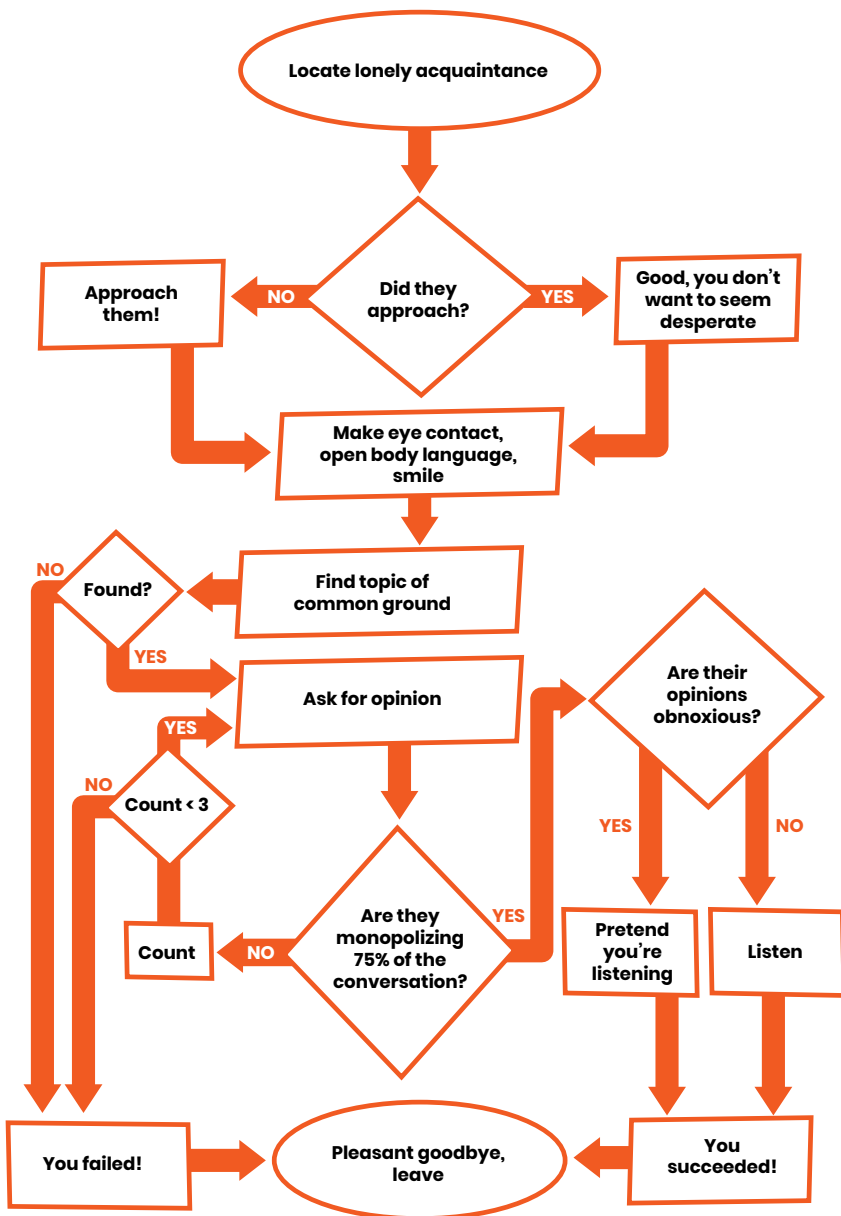 Locate lonely acquaintance
Did they
approach?
NO
YES
Approach
them!
Good, you don't
want to seem
desperate
Make eye contact,
open body language,
smile
Find topic of
common ground
Found?
NO
YES
Ask for opinion
Are their
opinions
obnoxious?
YES
Count < 3
NO
Are they
monopolizing
75% of the
conversation?
YES
NO
Count
YES
NO
Pretend
you're
listening
Listen
You failed!
Pleasant goodbye,
leave
You
succeeded!